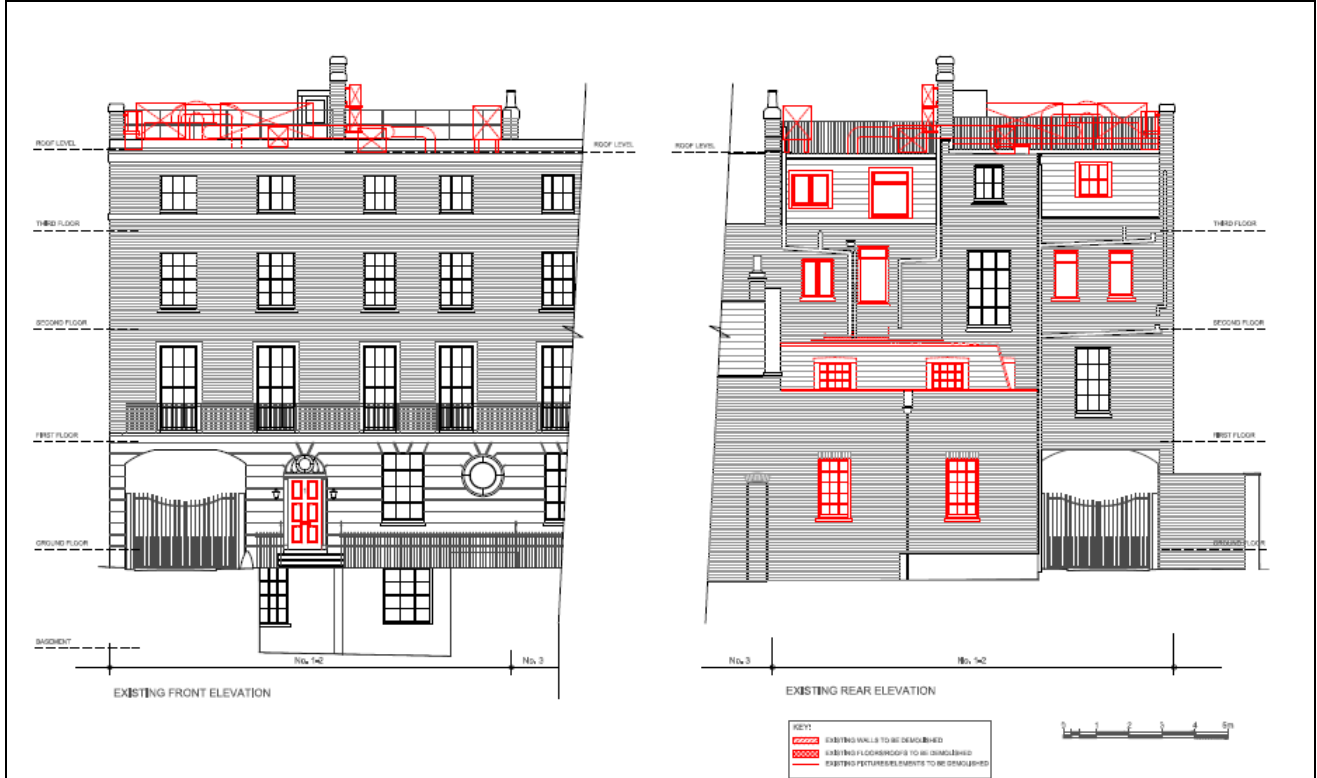 ROOF LEVEL
ROOF LEVEL
THIRD FLOOR
SECOND FLOOR
FIRST FLOOR
GROUND FLOOR
BASEMENT
No. 1-2
No. 3
EXISTING FRONT ELEVATION
ROOF LEVEL
THIRD FLOOR
SECOND FLOOR
FIRST FLOOR
GROUND FLOOR
No. 3
No. 1-2
EXISTING REAR ELEVATION
KEY:
EXISTING WALLS TO BE DEMOLISHED
EXISTING FLOORS/ROOFS TO BE DEMOLISHED
EXISTING FIXTURES/ELEMENTS TO BE DEMOLISHED
0 1 2 3 4 5m